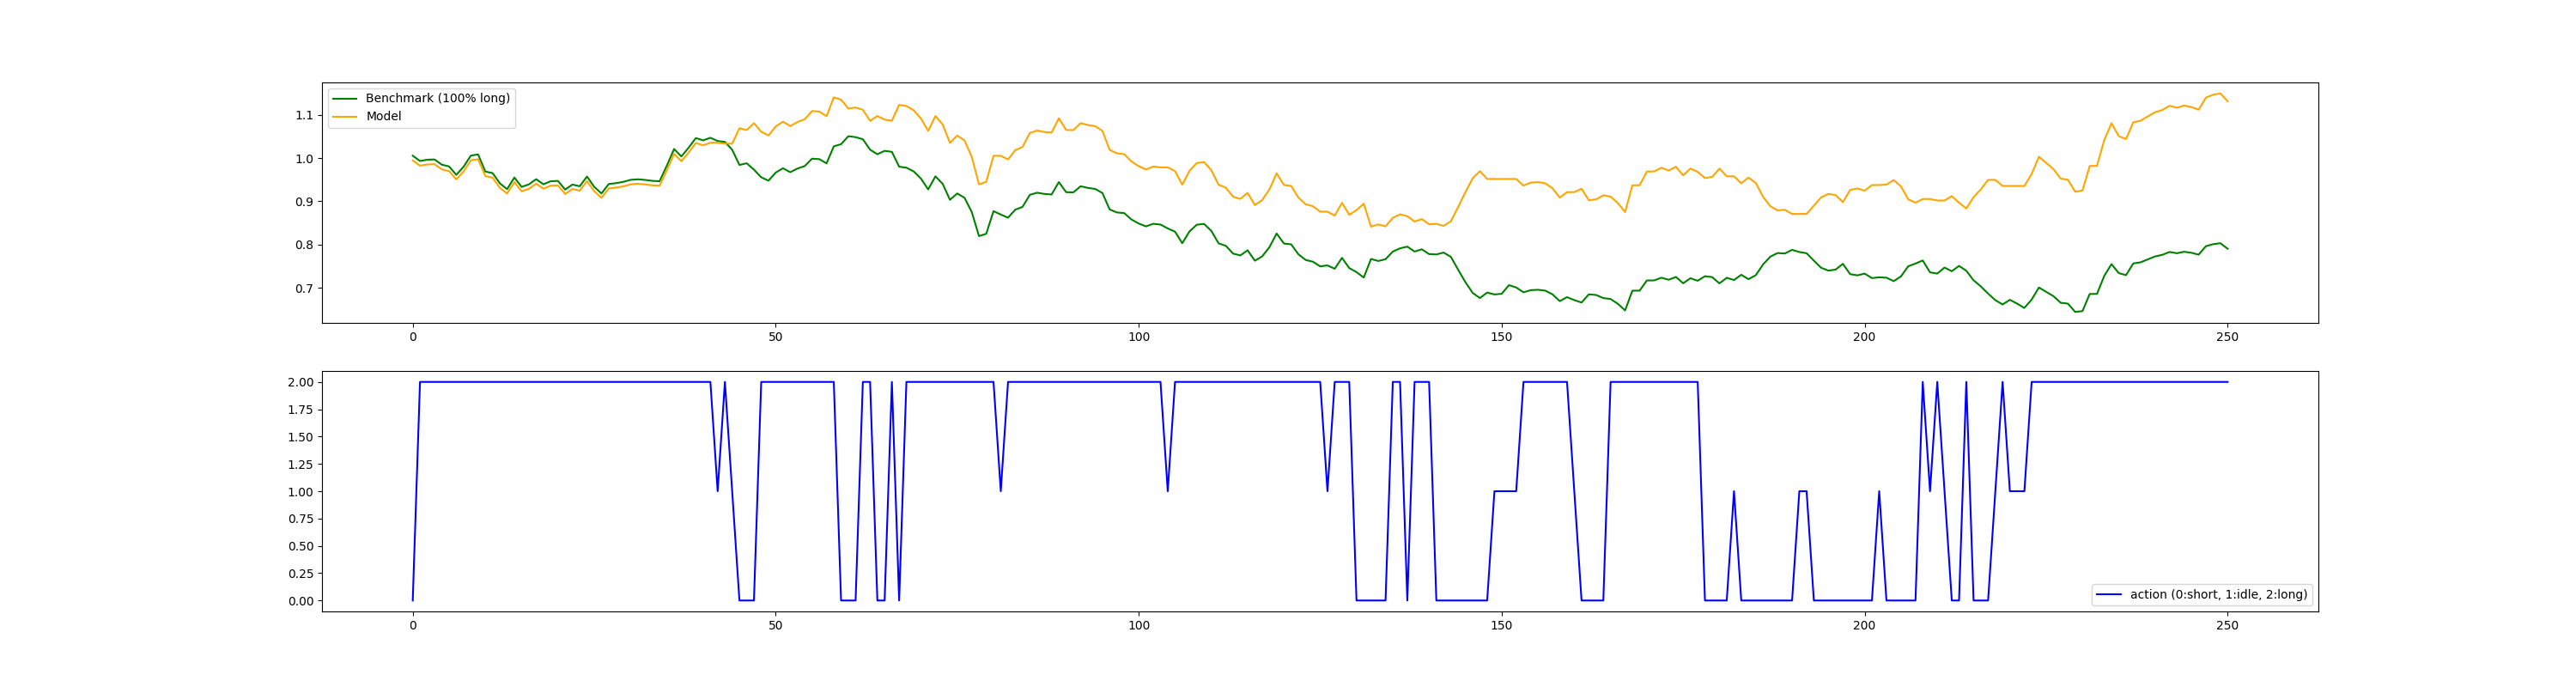 Benchmark (100% long)
Model
1.1
1.0
0.9
0.8
0.7
0 50 100 150 200 250
2.00
1.75
1.50
1.25
1.00
0.75
0.50
0.25
0.00
action (0:short, 1:idle, 2:long)
0 50 100 150 200 250